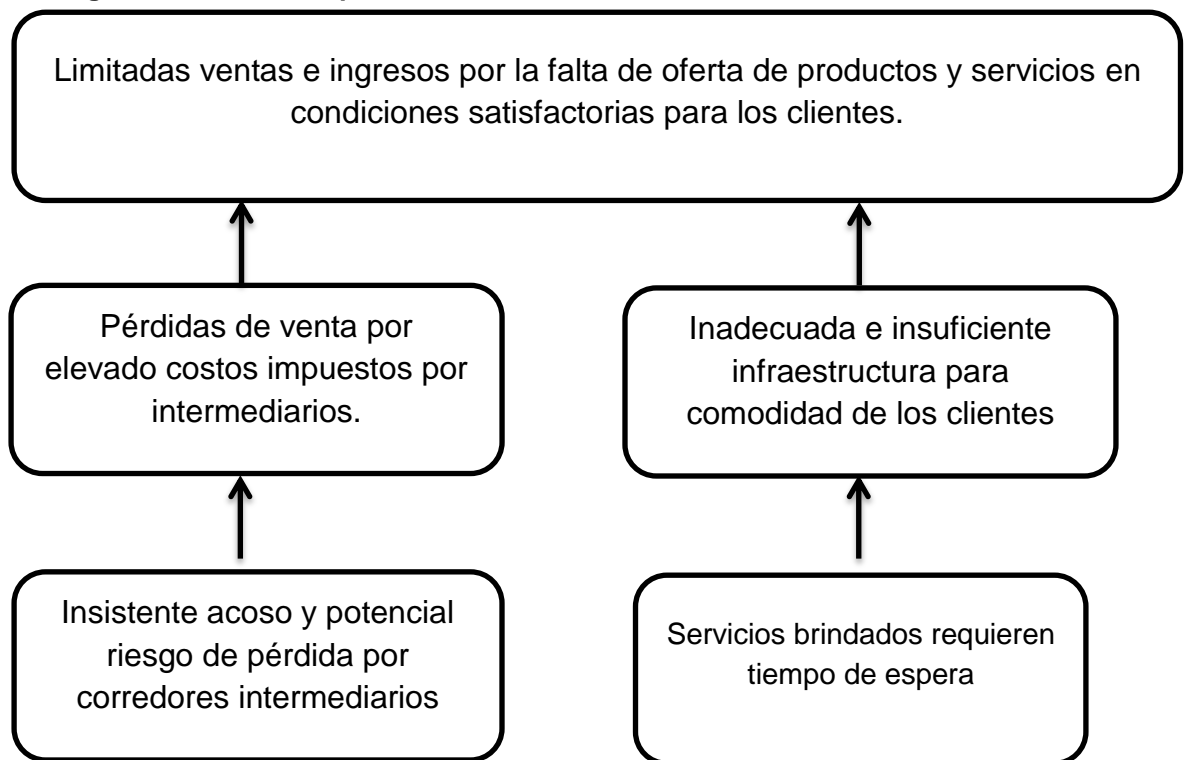 Limitadas ventas e ingresos por la falta de oferta de productos y servicios en
condiciones satisfactorias para los clientes.
Pérdidas de venta por
elevado costos impuestos por
intermediarios.
Inadecuada e insuficiente
infraestructura para
comodidad de los clientes
Insistente acoso y potencial
riesgo de pérdida por
corredores intermediarios
Servicios brindados requieren
tiempo de espera